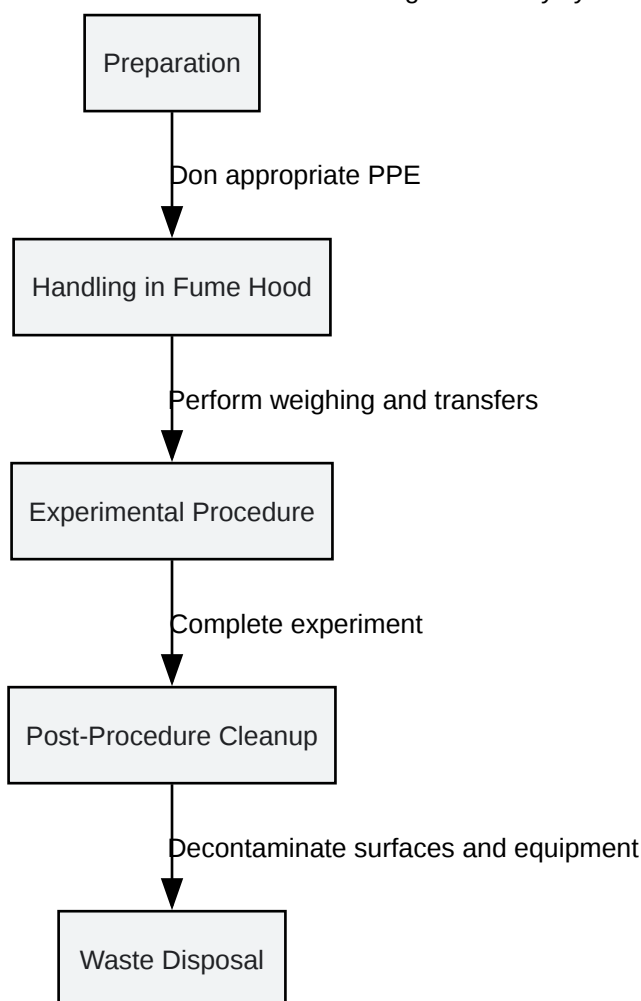 Preparation
Don appropriate PPE
Handling in Fume Hood
Perform weighing and transfers
Experimental Procedure
Complete experiment
Post-Procedure Cleanup
Decontaminate surfaces and equipment
Waste Disposal